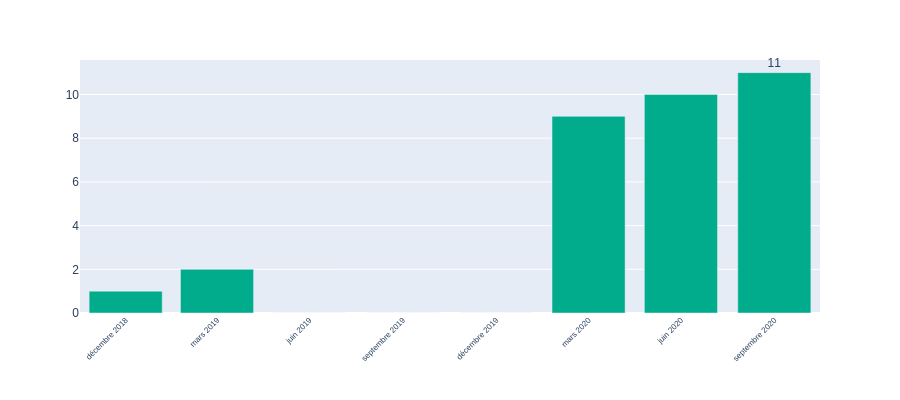 11
10
8
6
4
2
0
décembre 2018
mars 2019
juin 2019
septembre 2019
décembre 2019
mars 2020
juin 2020
septembre 2020